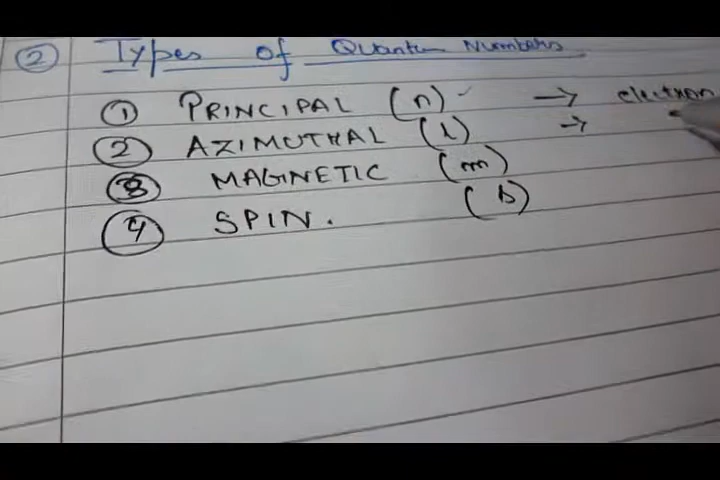 ② Types of Quantum Numbers
① PRINCIPAL (n) → electron
② AZIMUTHAL (l) →
③ MAGNETIC (m)
④ SPIN. (s)